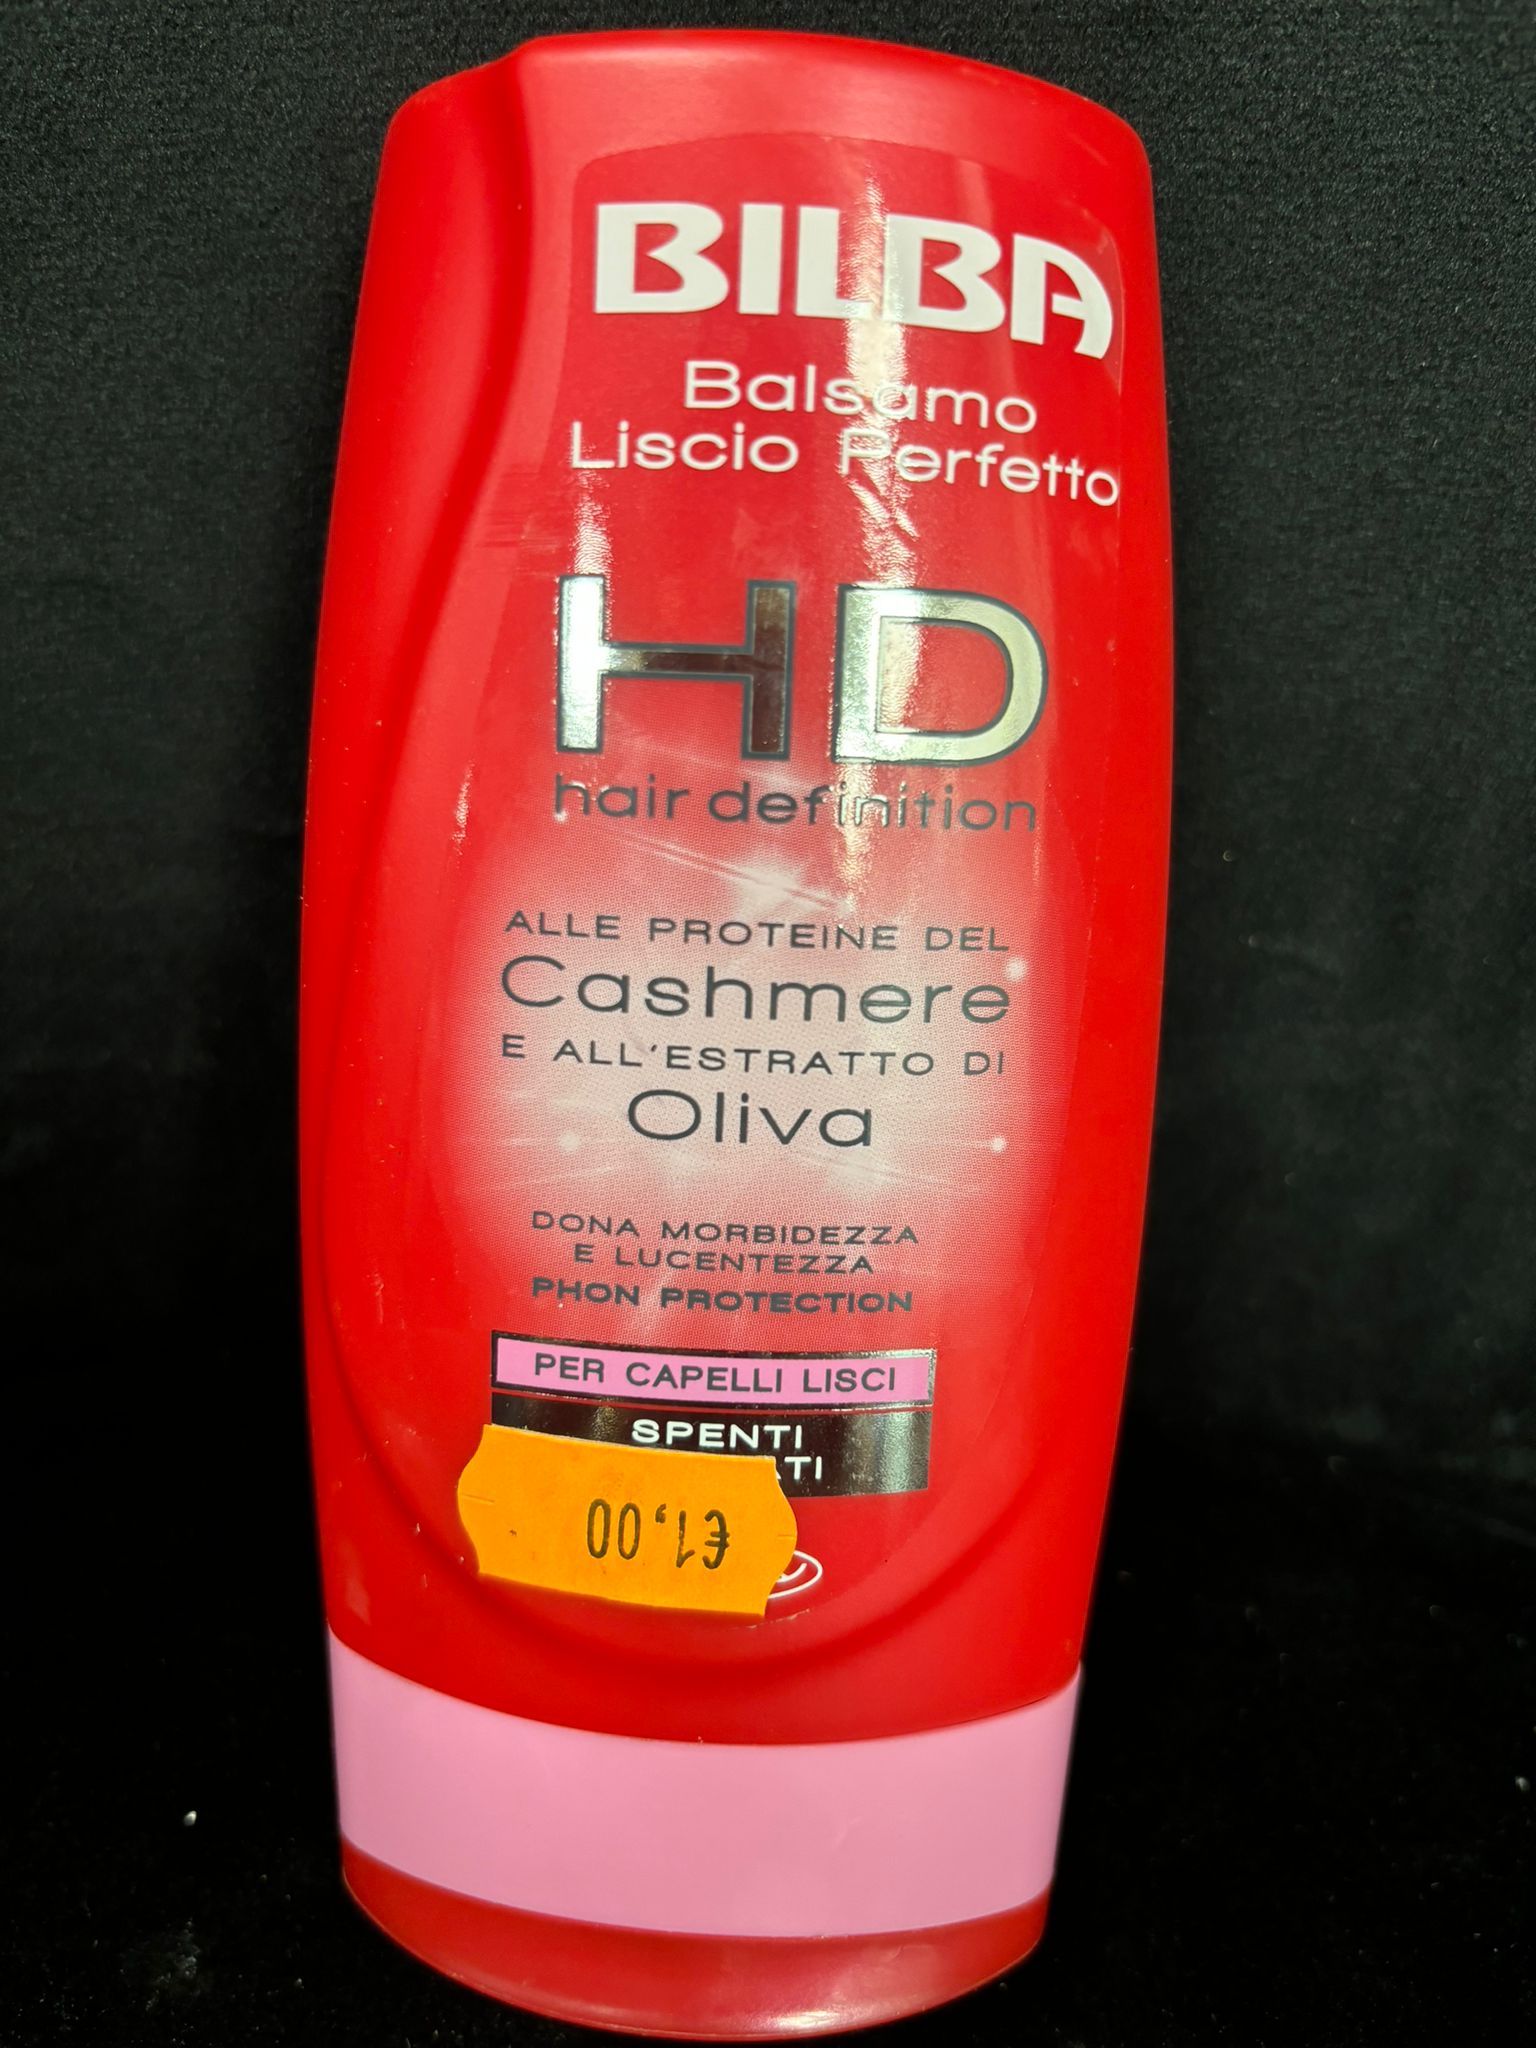 BILBA
Balsamo
Liscio Perfetto
HD
hair definition
ALLE PROTEINE DEL
Cashmere
E ALL'ESTRATTO DI
Oliva
DONA MORBIDEZZA
E LUCENTEZZA
PHON PROTECTION
PER CAPELLI LISCI
SPENTI
€1,00